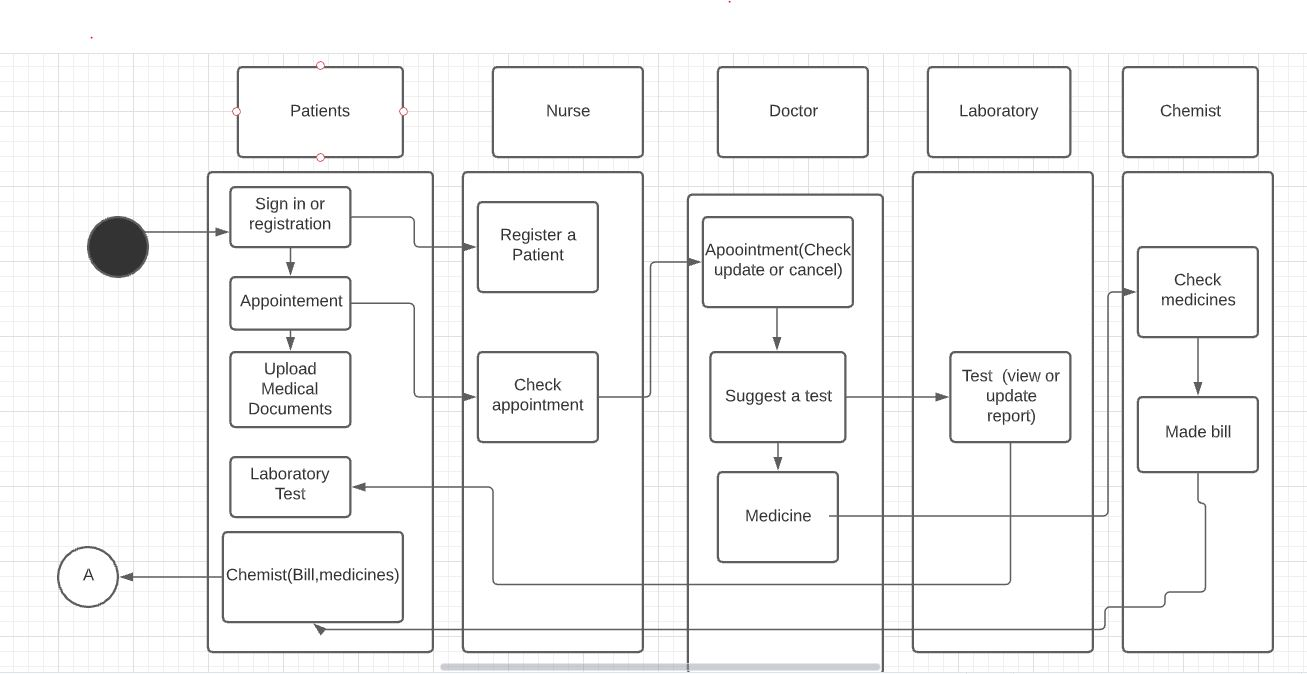 Patients
Nurse
Doctor
Laboratory
Chemist
Sign in or
registration
Appointement
Upload
Medical
Documents
Laboratory
Test
Chemist(Bill,medicines)
A
Register a
Patient
Check
appointment
Apoointment(Check
update or cancel)
Suggest a test
Medicine
Test (view or
update
report)
Check
medicines
Made bill